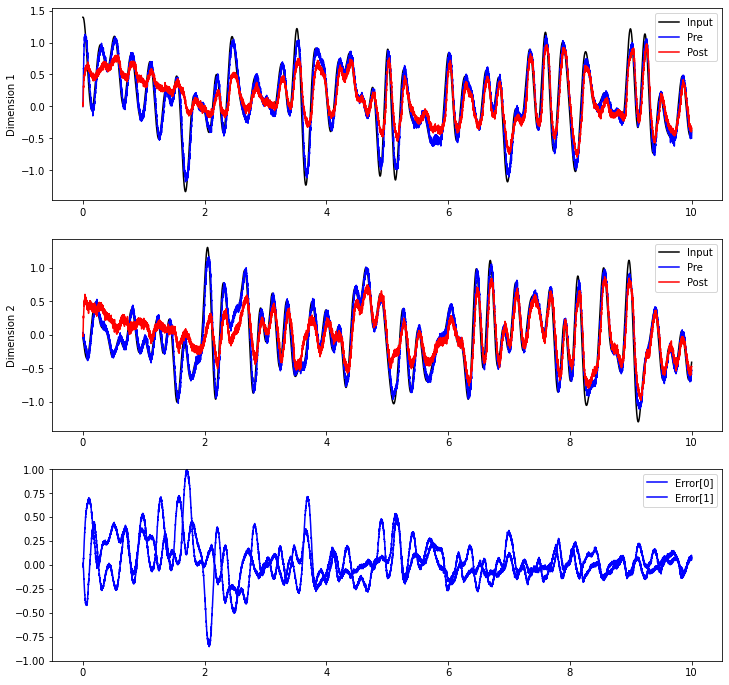 1.5
1.0
0.5
0.0
−0.5
−1.0
Dimension 1
Input
Pre
Post
0 2 4 6 8 10
1.0
0.5
0.0
−0.5
−1.0
Dimension 2
Input
Pre
Post
0 2 4 6 8 10
1.00
0.75
0.50
0.25
0.00
−0.25
−0.50
−0.75
−1.00
Error[0]
Error[1]
0 2 4 6 8 10